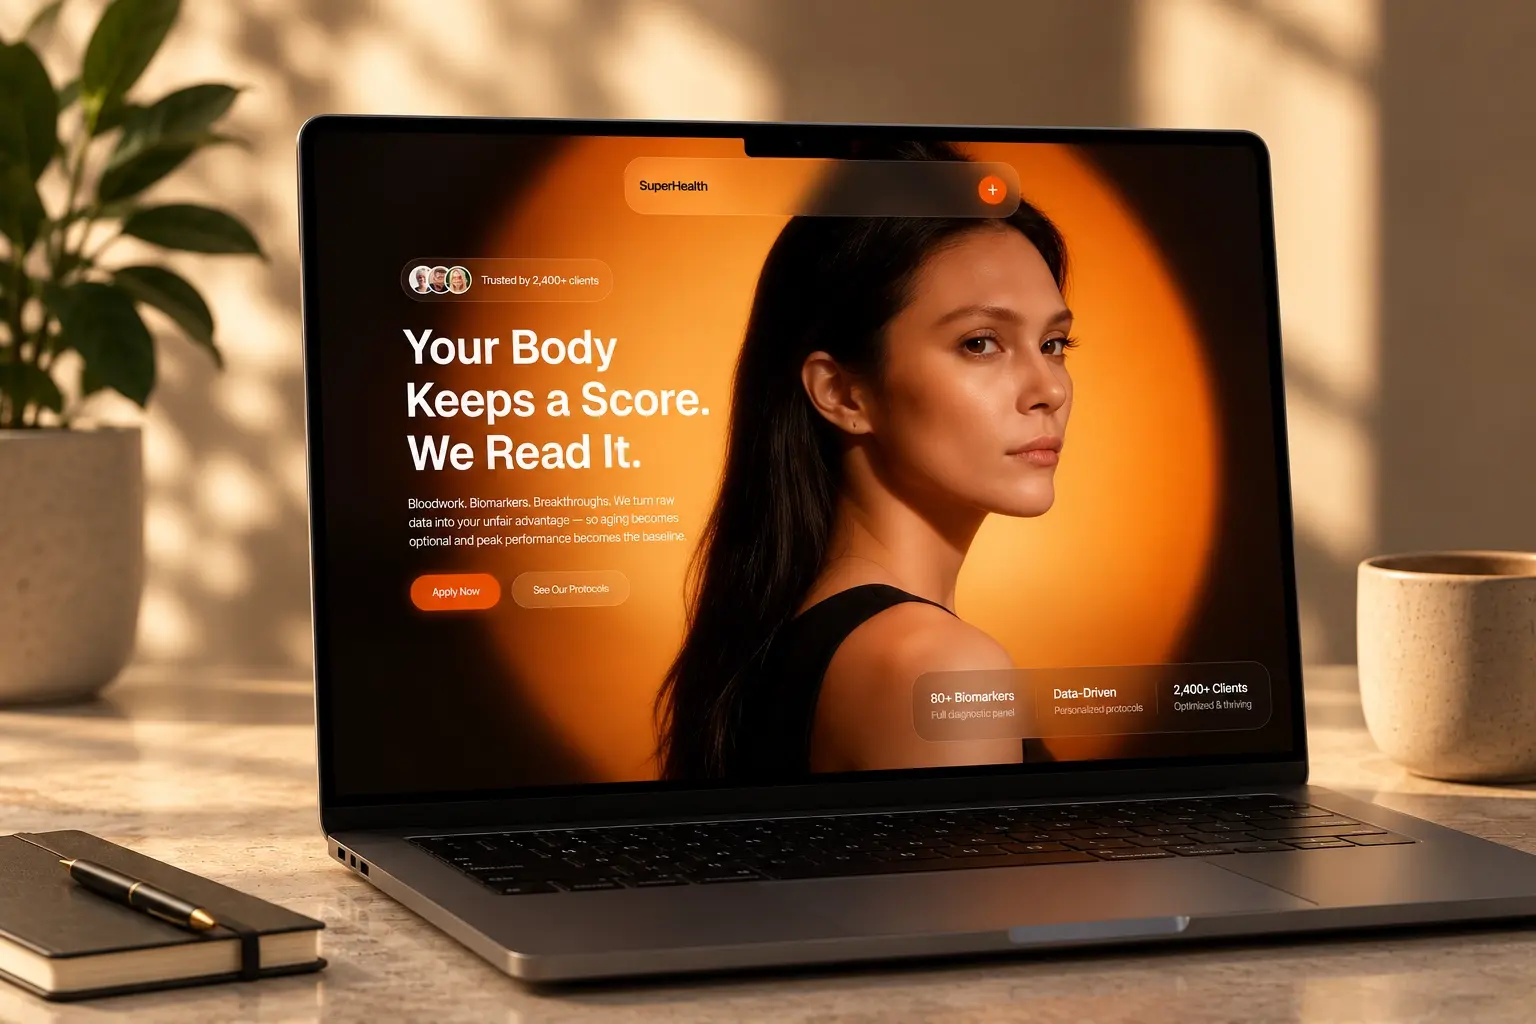 SuperHealth
Trusted by 2,400+ clients
Your Body
Keeps a Score.
We Read It.
Bloodwork. Biomarkers. Breakthroughs. We turn raw
data into your unfair advantage — so aging becomes
optional and peak performance becomes the baseline.
Apply Now
See Our Protocols
80+ Biomarkers
Full diagnostic panel
Data-Driven
Personalized protocols
2,400+ Clients
Optimized & thriving